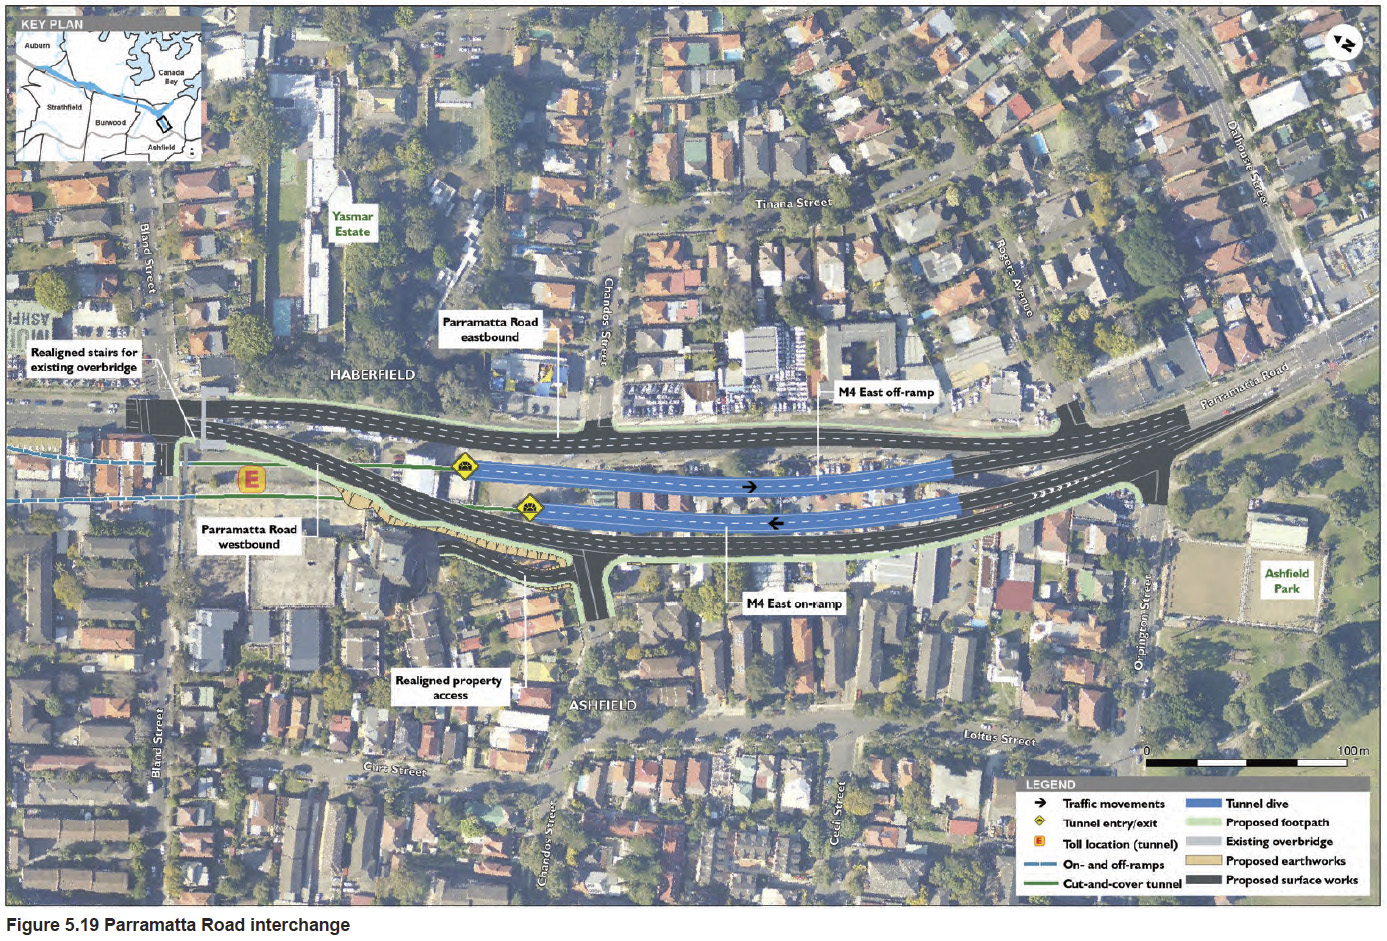 KEY PLAN
Auburn
Canada
Bay
Strathfield
Burwood
Ashfield
N
Dalhousie Street
Tinana Street
Yasmar
Estate
Bland Street
Rogers Avenue
Chandos Street
Parramatta Road
eastbound
ASHFI
Realigned stairs for
existing overbridge
HABERFIELD
M4 East off-ramp
Parramatta Road
E
Parramatta Road
westbound
Ashfield
Park
M4 East on-ramp
Orpington Street
Realigned property
access
ASHFIELD
Bland Street
Loftus Street
Curt Street
0 100 m
Chandos Street
Cecil Street
LEGEND
Traffic movements
Tunnel dive
Tunnel entry/exit
Proposed footpath
E
Toll location (tunnel)
Existing overbridge
On- and off-ramps
Proposed earthworks
Cut-and-cover tunnel
Proposed surface works
Figure 5.19 Parramatta Road interchange